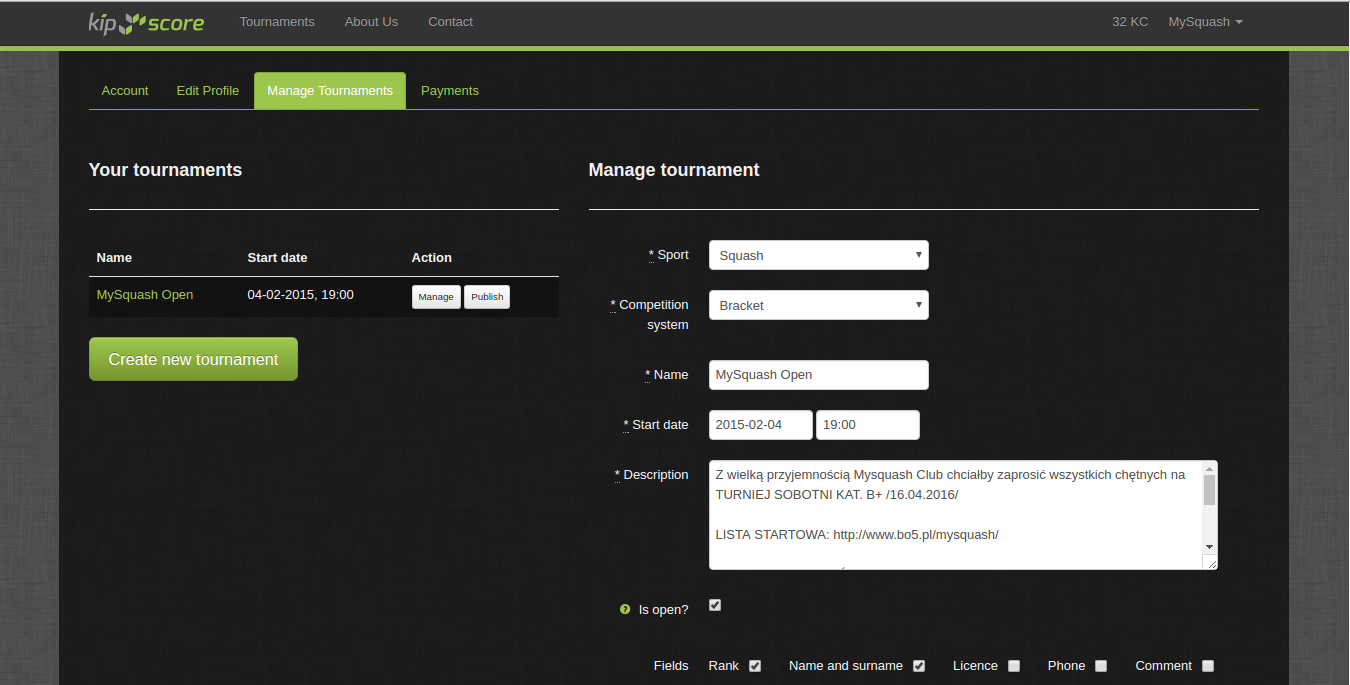 kip score Tournaments About Us Contact 32 KC MySquash
Account Edit Profile Manage Tournaments Payments
Your tournaments
Name Start date Action
MySquash Open 04-02-2015, 19:00 Manage Publish
Create new tournament
Manage tournament
* Sport Squash
* Competition system Bracket
* Name MySquash Open
* Start date 2015-02-04 19:00
* Description
Z wielką przyjemnością Mysquash Club chciałby zaprosić wszystkich chętnych na
TURNIEJ SOBOTNI KAT. B+ /16.04.2016/
LISTA STARTOWA: http://www.bo5.pl/mysquash/
? Is open?
Fields Rank Name and surname Licence Phone Comment